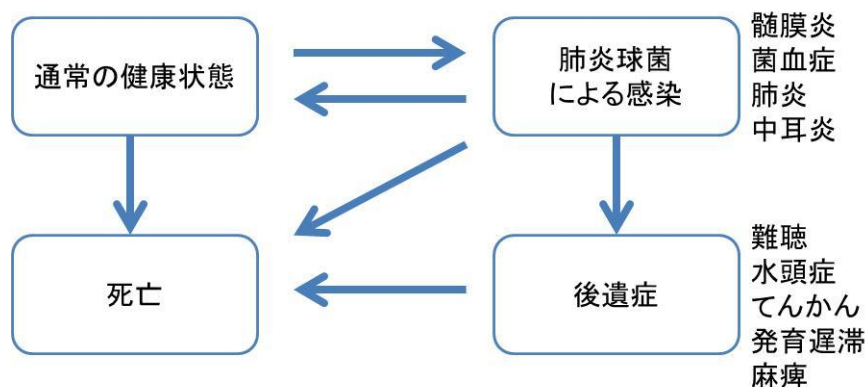 通常の健康状態
肺炎球菌
による感染
髄膜炎
菌血症
肺炎
中耳炎
死亡
後遺症
難聴
水頭症
てんかん
発育遅滞
麻痺